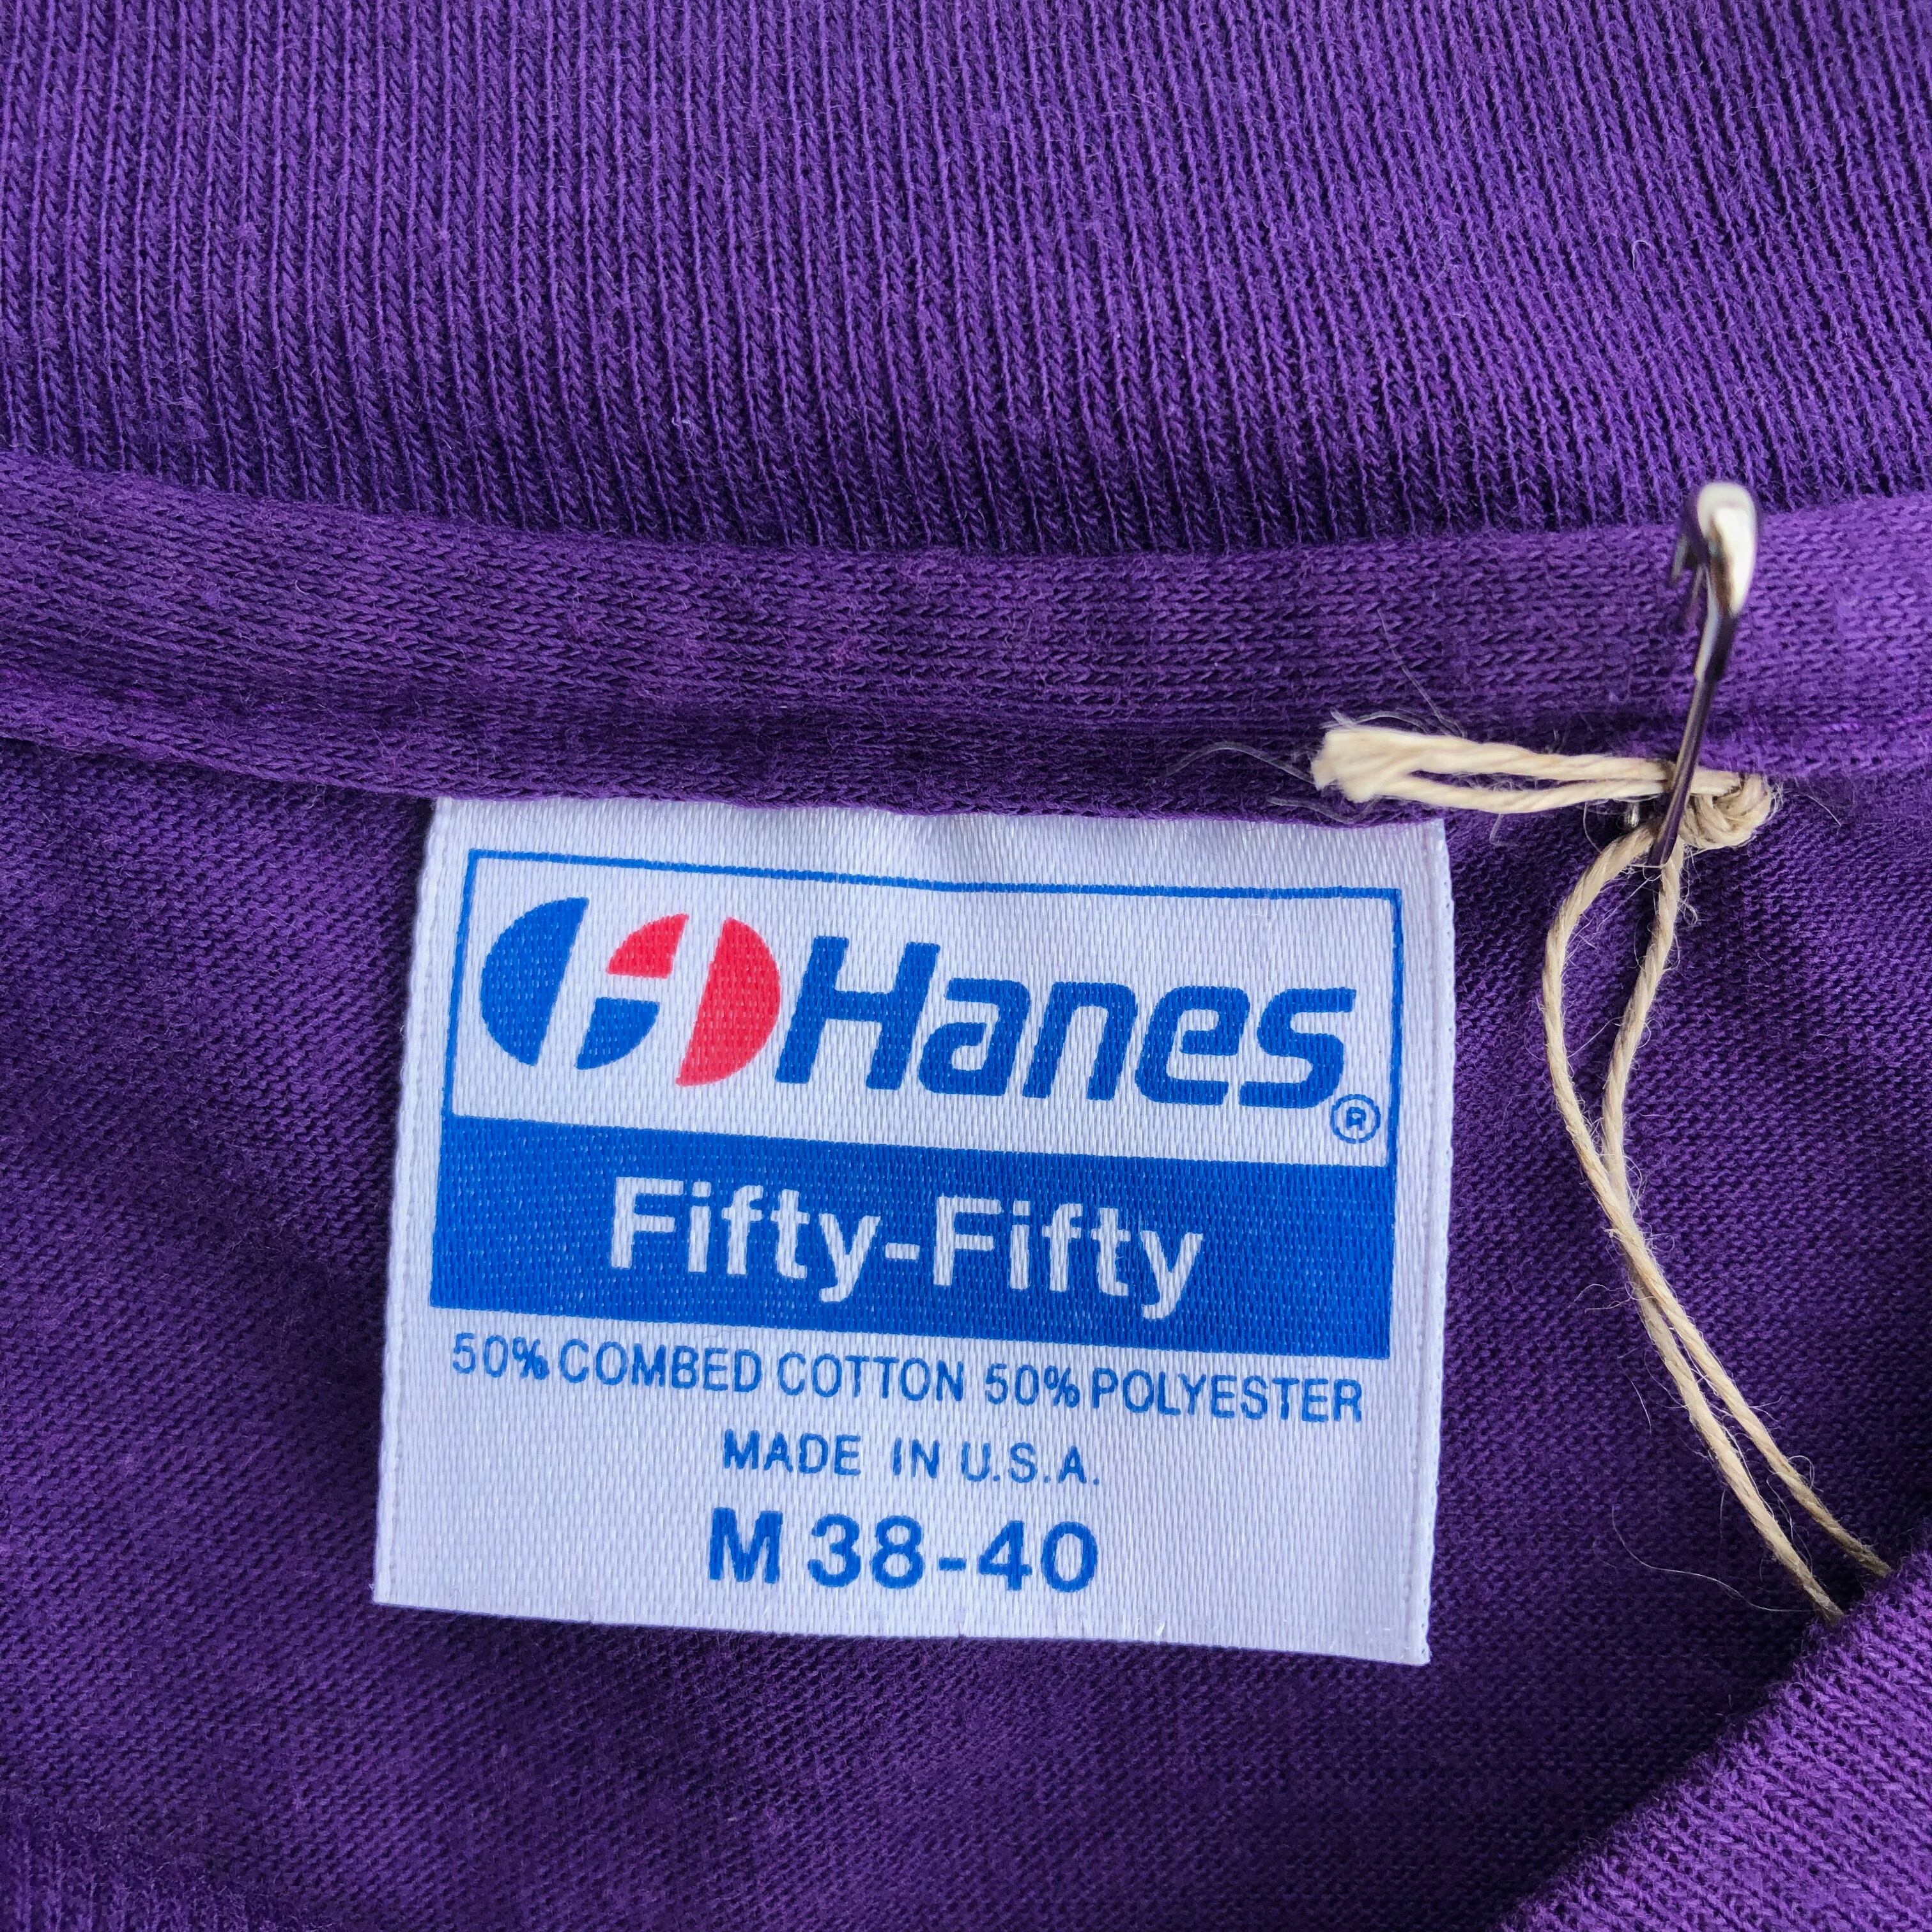 Hanes®
Fifty-Fifty
50% COMBED COTTON 50% POLYESTER
MADE IN U.S.A.
M 38-40